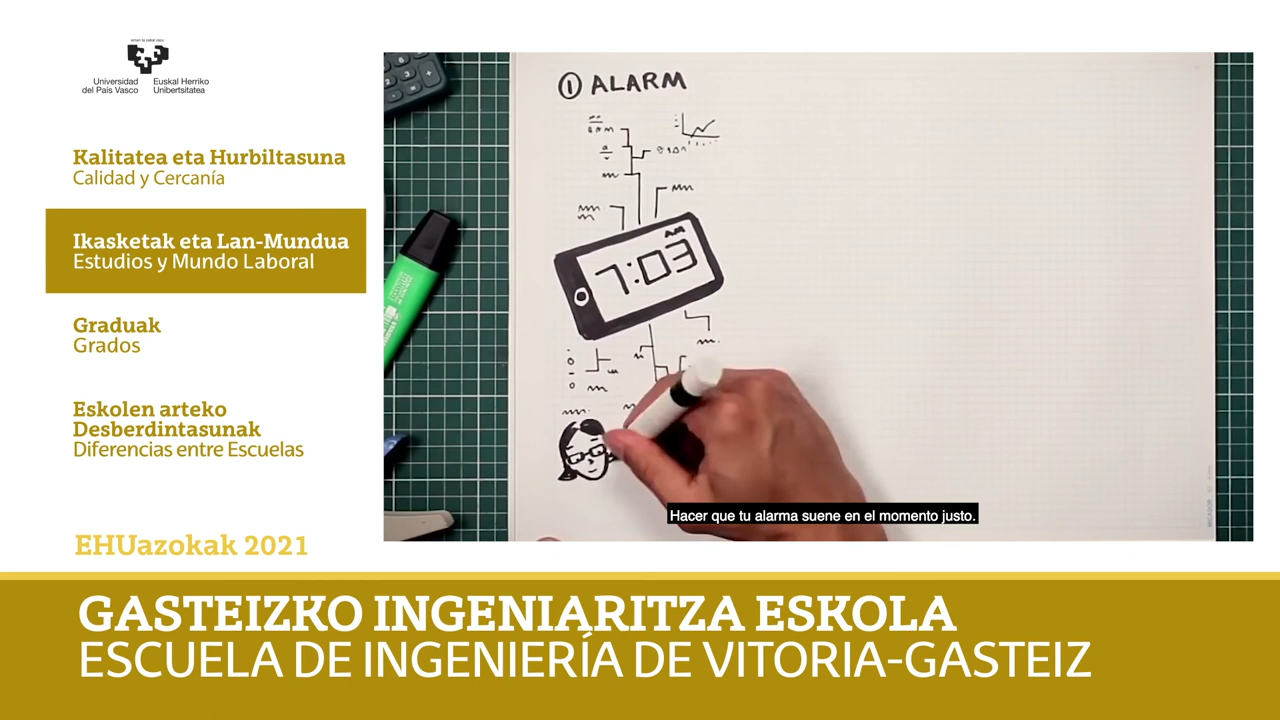 Universidad
del País Vasco
Euskal Herriko
Unibertsitatea
Kalitatea eta Hurbiltasuna
Calidad y Cercanía
Ikasketak eta Lan-Mundua
Estudios y Mundo Laboral
Graduak
Grados
Eskolen arteko
Desberdintasunak
Diferencias entre Escuelas
EHUazokak 2021
1 ALARM
AM
7:03
Hacer que tu alarma suene en el momento justo.
GASTEIZKO INGENIARITZA ESKOLA
ESCUELA DE INGENIERÍA DE VITORIA-GASTEIZ